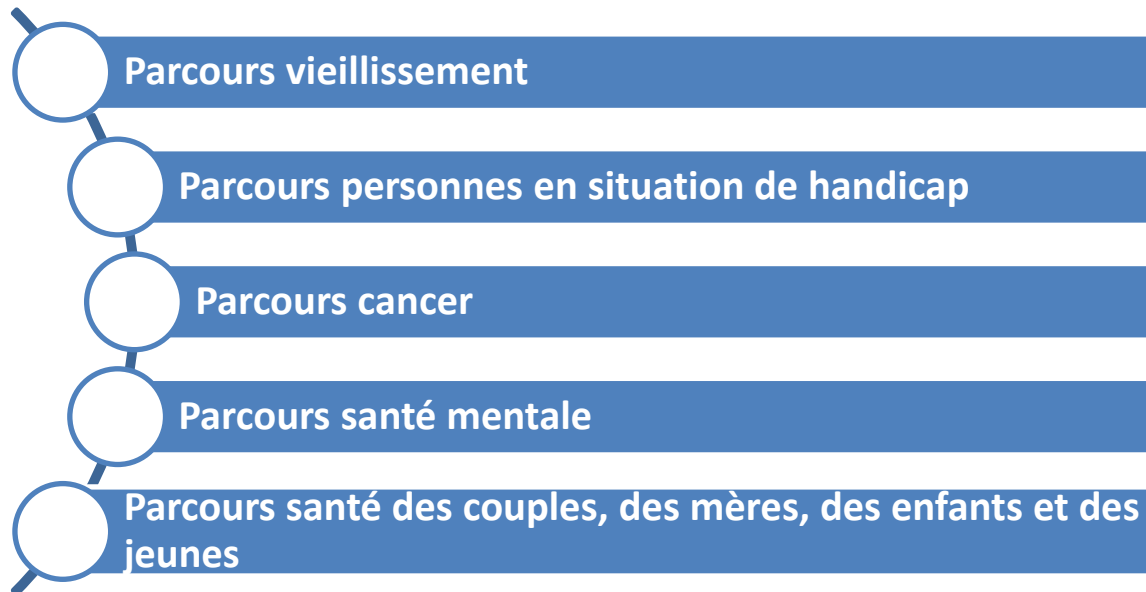 Parcours vieillissement
Parcours personnes en situation de handicap
Parcours cancer
Parcours santé mentale
Parcours santé des couples, des mères, des enfants et des
jeunes